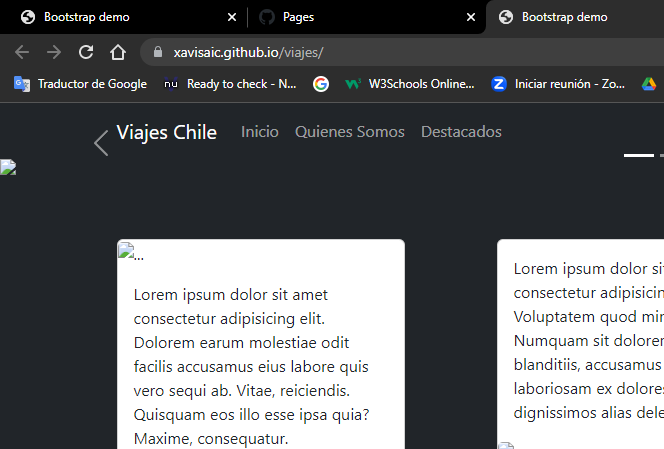 Bootstrap demo
Pages
Bootstrap demo
xavisaic.github.io/viajes/
Traductor de Google
Ready to check - N...
W3Schools Online...
Iniciar reunión - Zo...
Viajes Chile
Inicio
Quienes Somos
Destacados
...
Lorem ipsum dolor sit amet
consectetur adipisicing elit.
Dolorem earum molestiae odit
facilis accusamus eius labore quis
vero sequi ab. Vitae, reiciendis.
Quisquam eos illo esse ipsa quia?
Maxime, consequatur.
Lorem ipsum dolor sit
consectetur adipisicin
Voluptatem quod min
Numquam sit dolorem
blanditiis, accusamus
laboriosam ex dolores
dignissimos alias dele